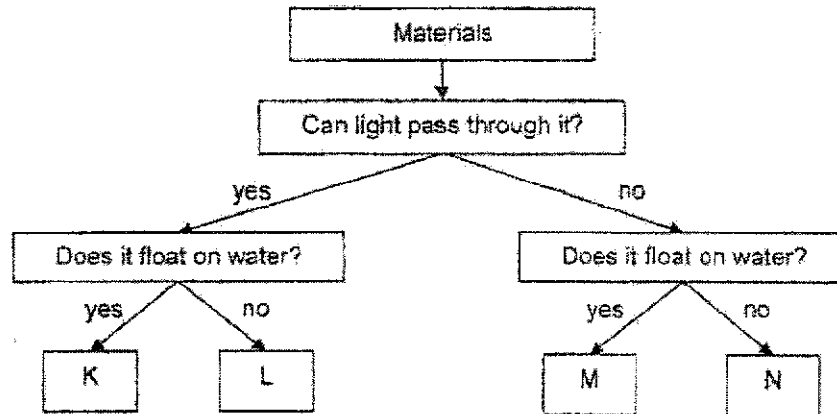 Materials
Can light pass through it?
yes
no
Does it float on water?
Does it float on water?
yes
no
yes
no
K
L
M
N